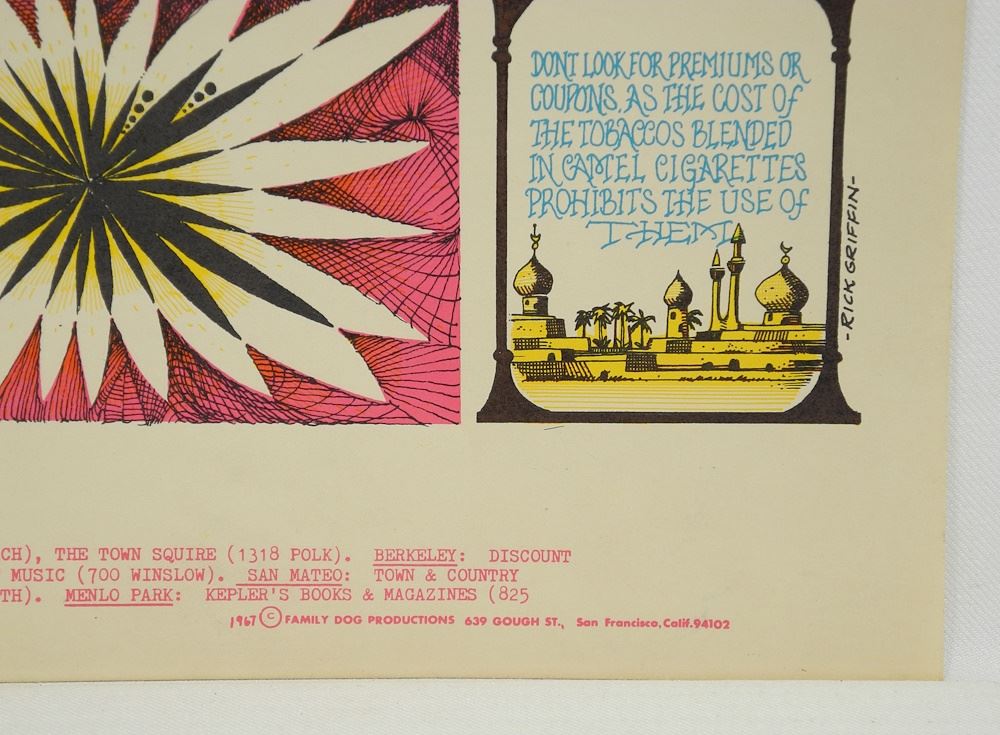 DONT LOOK FOR PREMIUMS OR
COUPONS, AS THE COST OF
THE TOBACCOS BLENDED
IN CAMEL CIGARETTES
PROHIBITS THE USE OF
THEM
-RICK GRIFFIN-
CH), THE TOWN SQUIRE (1318 POLK). BERKELEY: DISCOUNT
MUSIC (700 WINSLOW). SAN MATEO: TOWN & COUNTRY
TH). MENLO PARK: KEPLER'S BOOKS & MAGAZINES (825
1967 © FAMILY DOG PRODUCTIONS 639 GOUGH ST., San Francisco, Calif. 94102